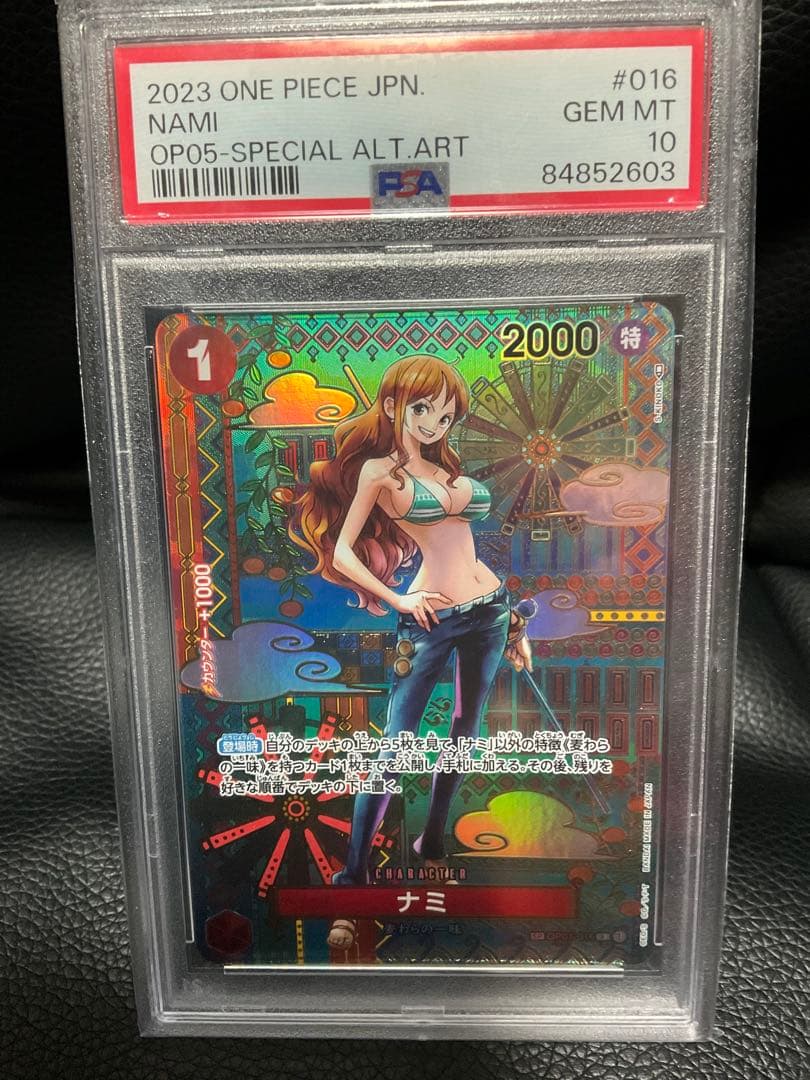 2023 ONE PIECE JPN.
#016
NAMI
GEM MT
OP05-SPECIAL ALT.ART
10
PSA
84852603
1
2000
特
カウンター +1000
登場時 自分のデッキの上から5枚を見て、「ナミ」以外の特徴《麦わら
の一味》を持つカード1枚までを公開し、手札に加える。その後、残りを
好きな順番でデッキの下に置く。
CHARACTER
ナミ
麦わらの一味
BANDAI MADE IN JAPAN